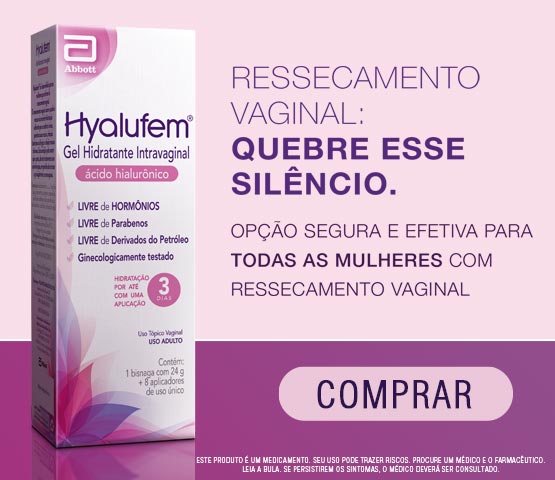 Abbott
Hyalufem®
Gel Hidratante Intravaginal
ácido hialurônico
LIVRE de HORMÔNIOS
LIVRE de Parabenos
LIVRE de Derivados do Petróleo
Ginecologicamente testado
HIDRATAÇÃO
POR ATÉ
COM UMA
APLICAÇÃO
3
DIAS
Uso Tópico Vaginal
USO ADULTO
Contém:
1 bisnaga com 24 g
+ 8 aplicadores
de uso único
RESSECAMENTO
VAGINAL:
QUEBRE ESSE
SILÊNCIO.
OPÇÃO SEGURA E EFETIVA PARA
TODAS AS MULHERES COM
RESSECAMENTO VAGINAL
COMPRAR
ESTE PRODUTO É UM MEDICAMENTO. SEU USO PODE TRAZER RISCOS. PROCURE UM MÉDICO E O FARMACÊUTICO.
LEIA A BULA. SE PERSISTIREM OS SINTOMAS, O MÉDICO DEVERÁ SER CONSULTADO.